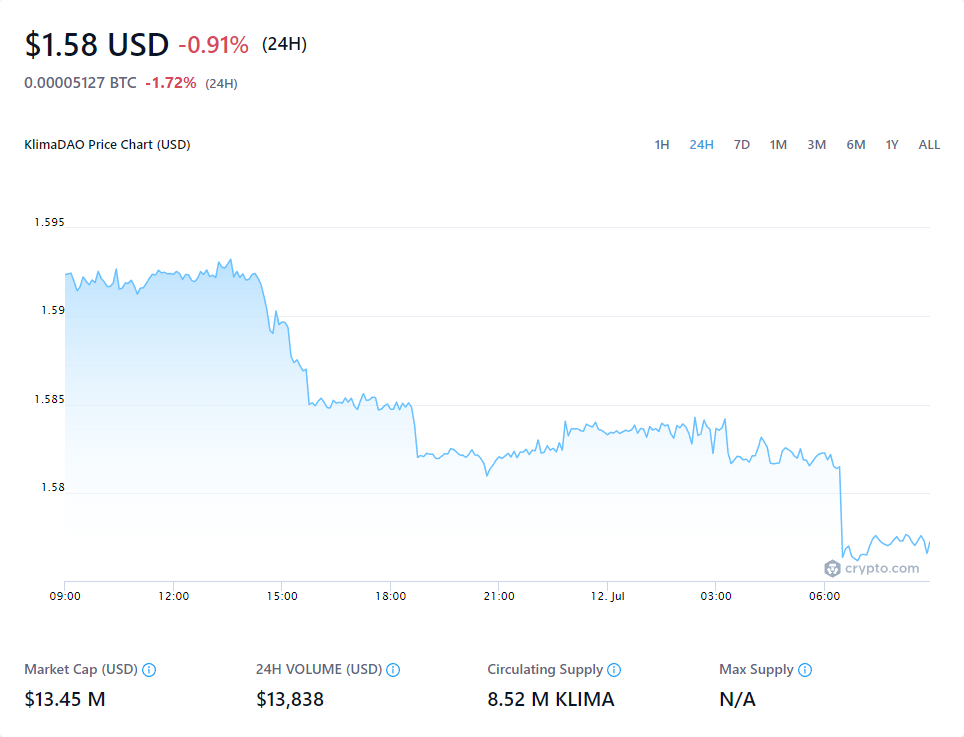 $1.58 USD -0.91% (24H)
0.00005127 BTC -1.72% (24H)
KlimaDAO Price Chart (USD) 1H 24H 7D 1M 3M 6M 1Y ALL
1.595
1.59
1.585
1.58
crypto.com
09:00 12:00 15:00 18:00 21:00 12. Jul 03:00 06:00
Market Cap (USD) 24H VOLUME (USD) Circulating Supply Max Supply
$13.45 M $13,838 8.52 M KLIMA N/A